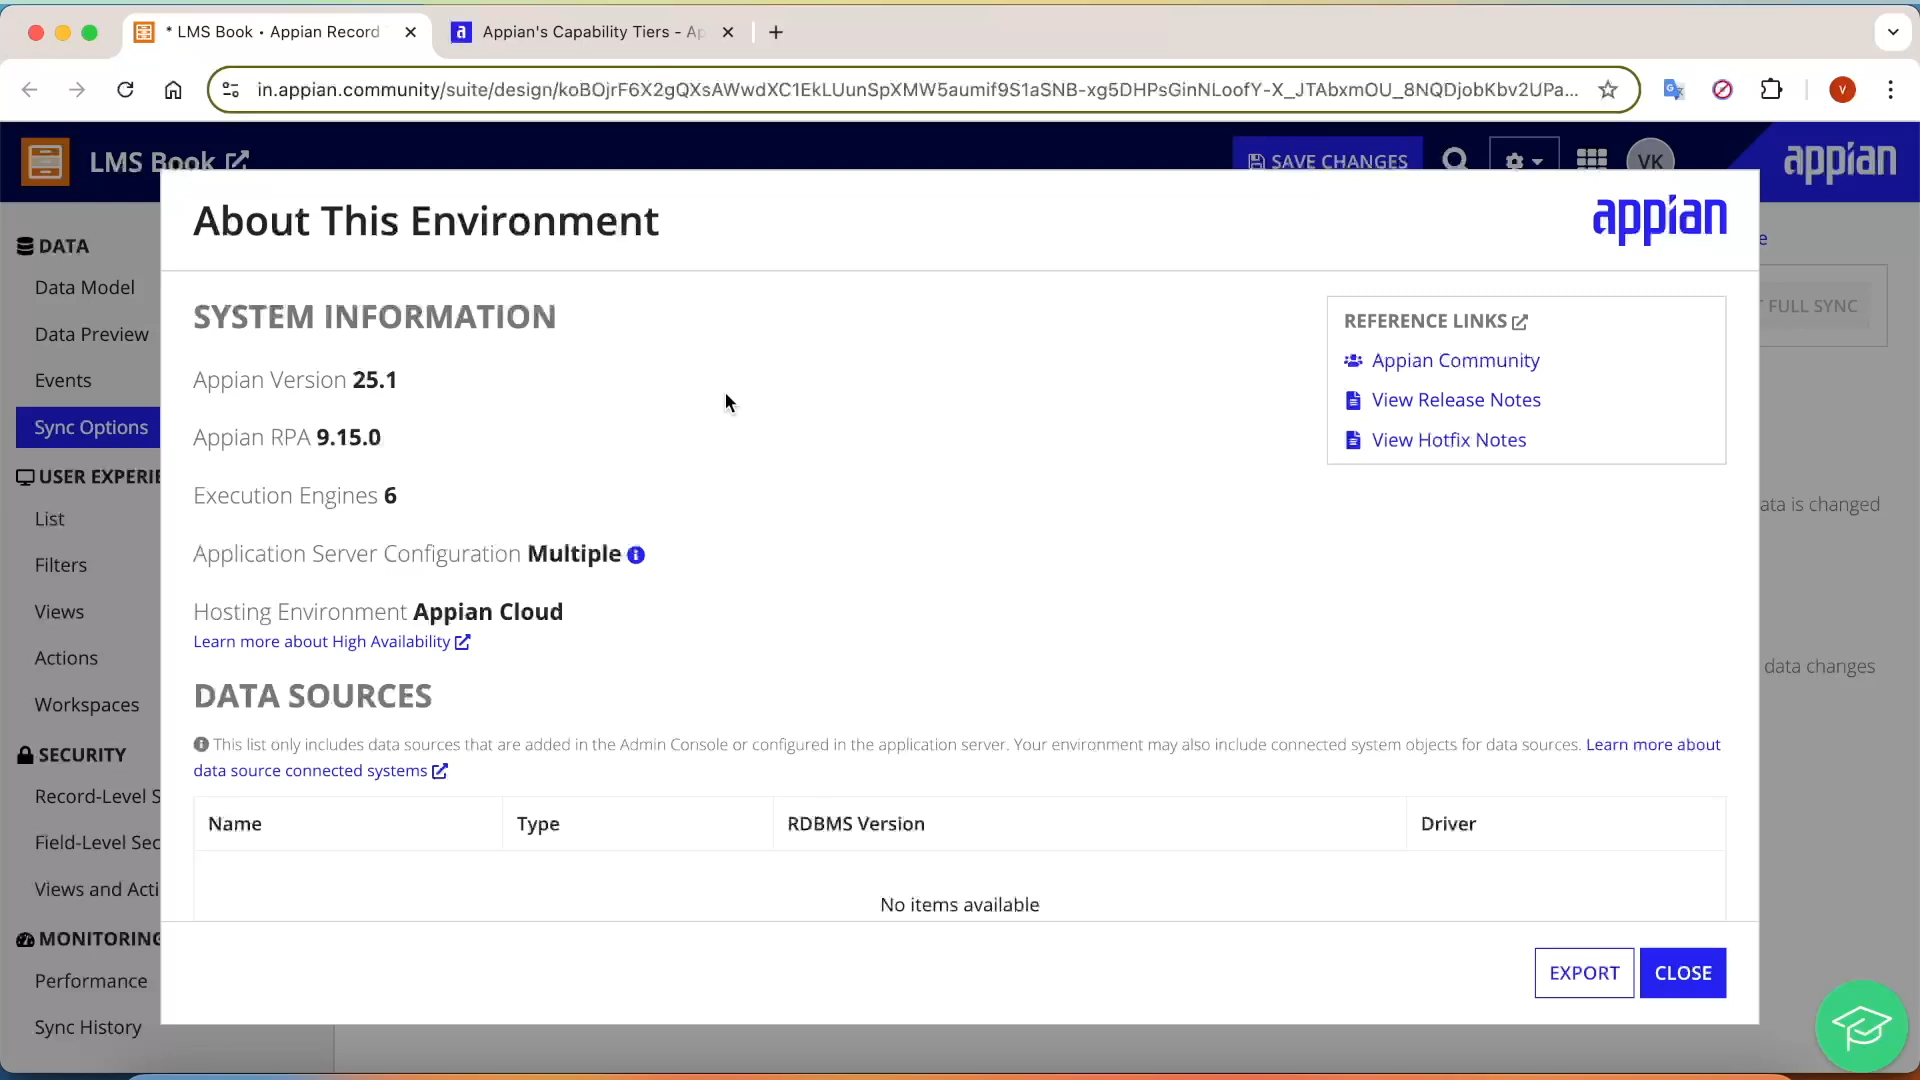 * LMS Book • Appian Record
Appian's Capability Tiers - Ap
in.appian.community/suite/design/koBOjrF6X2gQXsAWwdXC1EkLUunSpXMW5aumif9S1aSNB-xg5DHPsGinNLoofY-X_JTAbxmOU_8NQDjobKbv2UPa...
V
LMS Book
SAVE CHANGES
VK
appian
About This Environment
appian
DATA
Data Model
Data Preview
Events
Sync Options
USER EXPERIE
List
Filters
Views
Actions
Workspaces
SECURITY
Record-Level S
Field-Level Sec
Views and Acti
MONITORING
Performance
Sync History
SYSTEM INFORMATION
Appian Version 25.1
Appian RPA 9.15.0
Execution Engines 6
Application Server Configuration Multiple
Hosting Environment Appian Cloud
Learn more about High Availability
REFERENCE LINKS
Appian Community
View Release Notes
View Hotfix Notes
FULL SYNC
ata is changed
data changes
DATA SOURCES
This list only includes data sources that are added in the Admin Console or configured in the application server. Your environment may also include connected system objects for data sources. Learn more about
data source connected systems
Name Type RDBMS Version Driver
No items available
EXPORT CLOSE